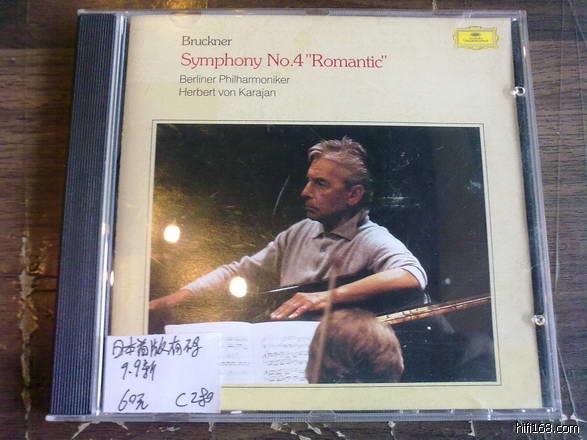 Bruckner
Symphony No.4 "Romantic"
Berliner Philharmoniker
Herbert von Karajan
日本首版有码
9.9新
60元 C280
hifi168.com